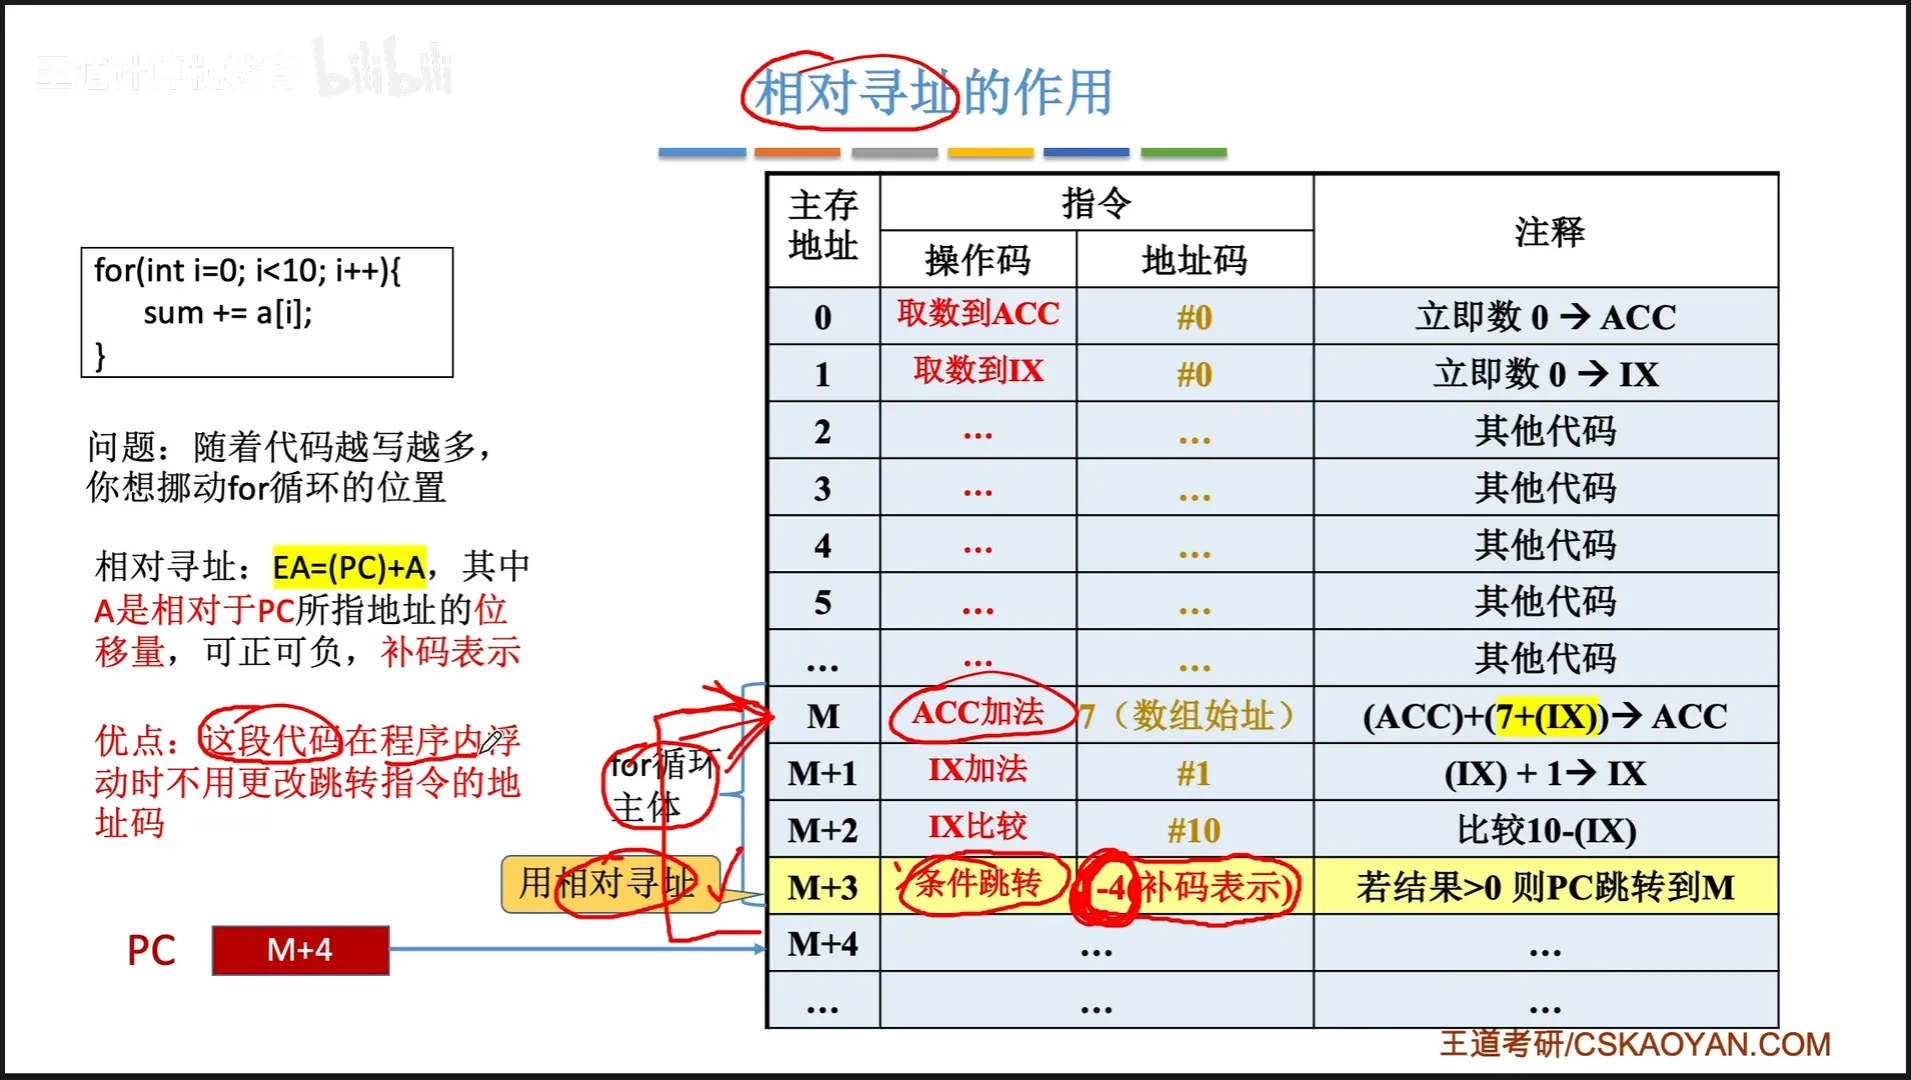 王道计算机教育 bilibili
相对寻址的作用
for(int i=0; i<10; i++){
sum += a[i];
}
问题：随着代码越写越多，
你想挪动for循环的位置
相对寻址：EA=(PC)+A，其中
A是相对于PC所指地址的位
移量，可正可负，补码表示
优点：这段代码在程序内浮
动时不用更改跳转指令的地
址码
for循环
主体
用相对寻址
PC M+4
主存地址 指令 注释
操作码 地址码
0 取数到ACC #0 立即数 0 → ACC
1 取数到IX #0 立即数 0 → IX
2 ... ... 其他代码
3 ... ... 其他代码
4 ... ... 其他代码
5 ... ... 其他代码
... ... ... 其他代码
M ACC加法 7（数组始址） (ACC)+(7+(IX))→ ACC
M+1 IX加法 #1 (IX) + 1→ IX
M+2 IX比较 #10 比较10-(IX)
M+3 条件跳转 -4(补码表示) 若结果>0 则PC跳转到M
M+4 ... ...
... ... ...
王道考研/CSKAOYAN.COM